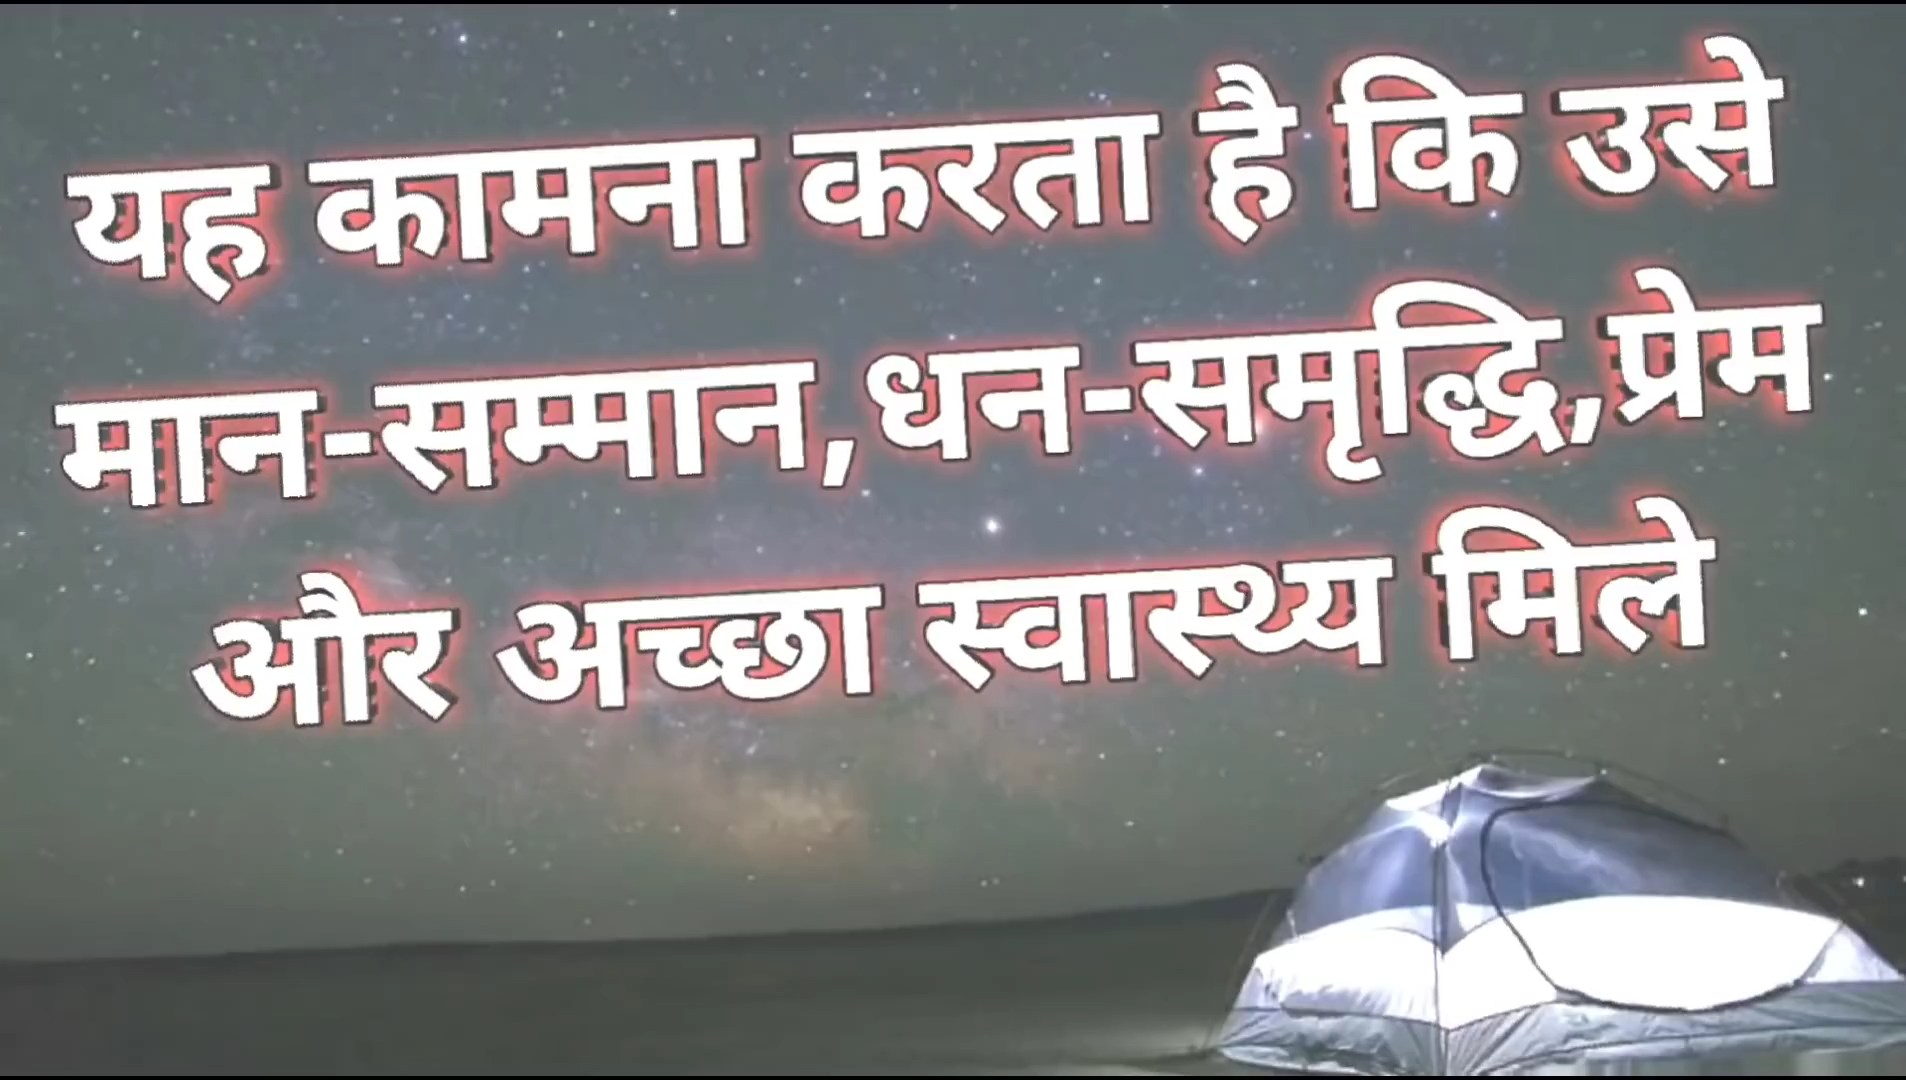 यह कामना करता है कि उसे
मान-सम्मान,धन-समृद्धि,प्रेम
और अच्छा स्वास्थ्य मिले